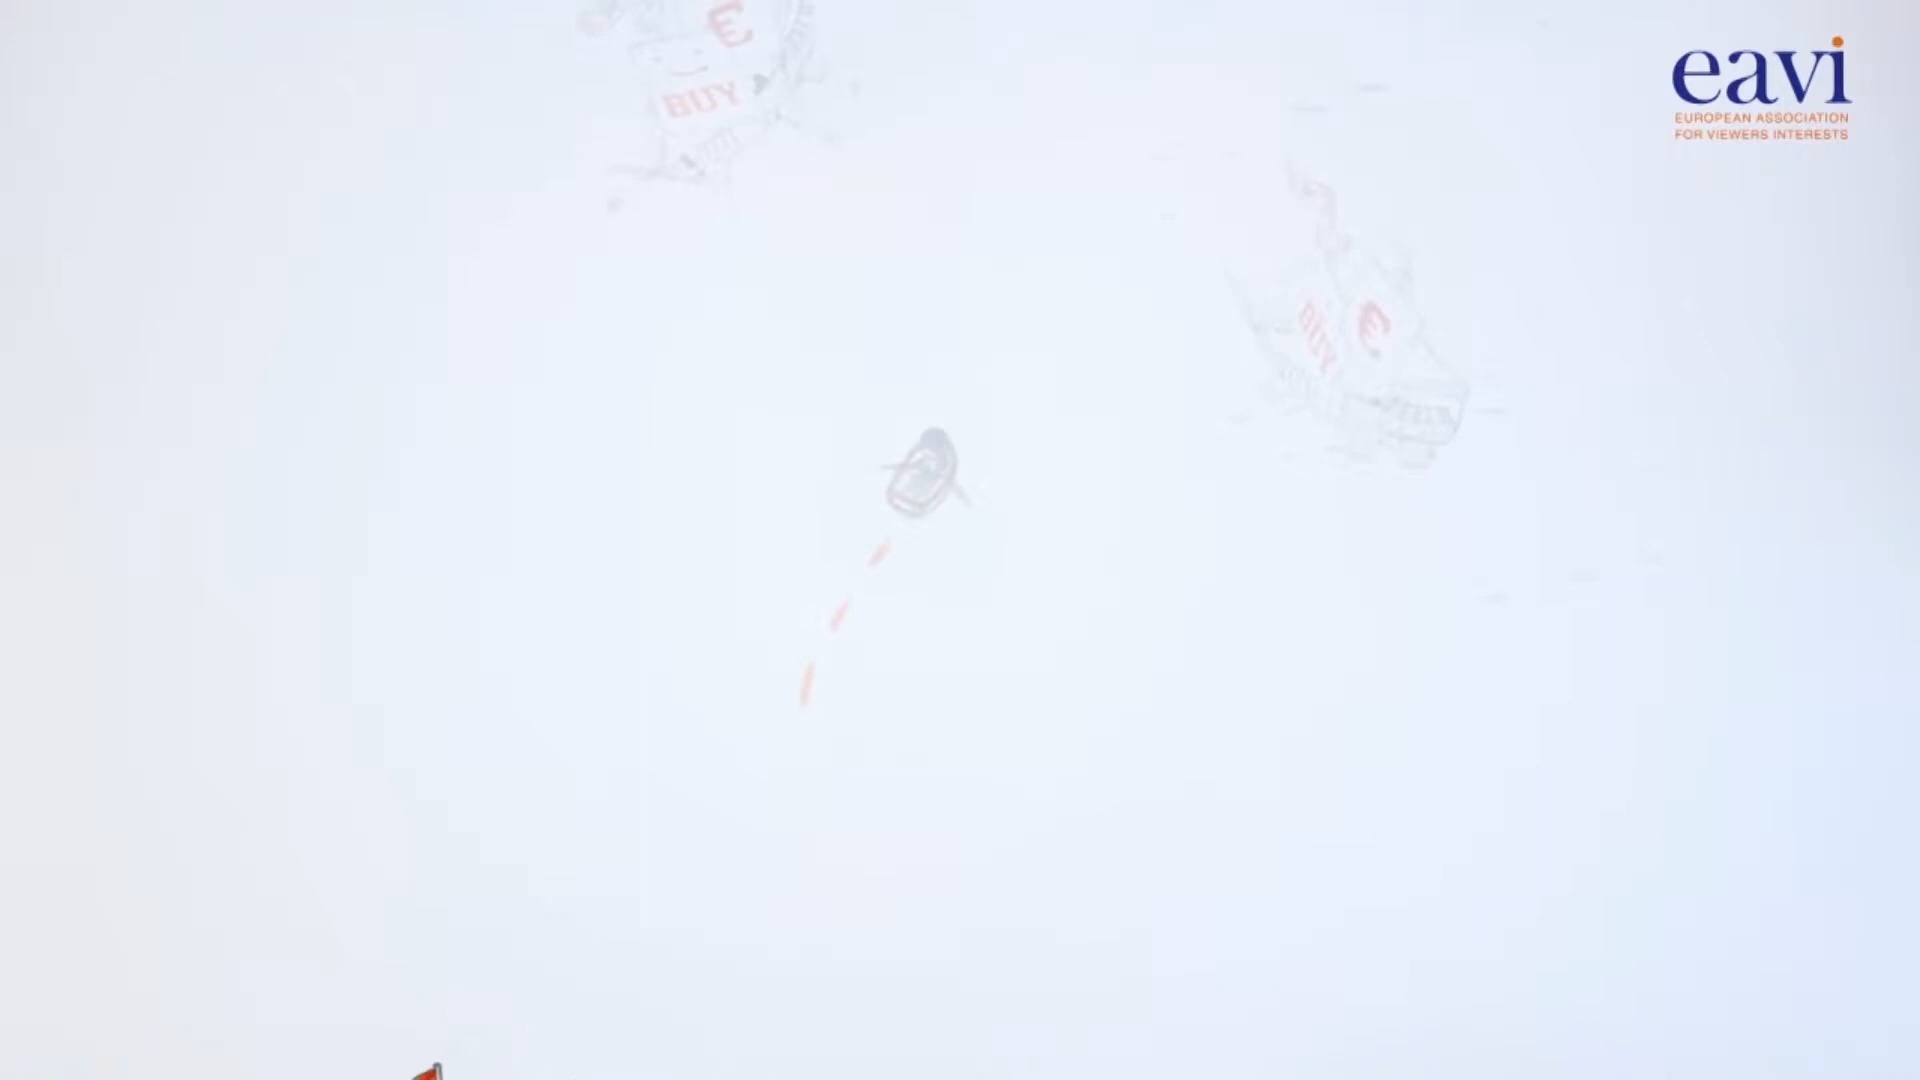 €
BUY
eavi
EUROPEAN ASSOCIATION
FOR VIEWERS INTERESTS
BUY €